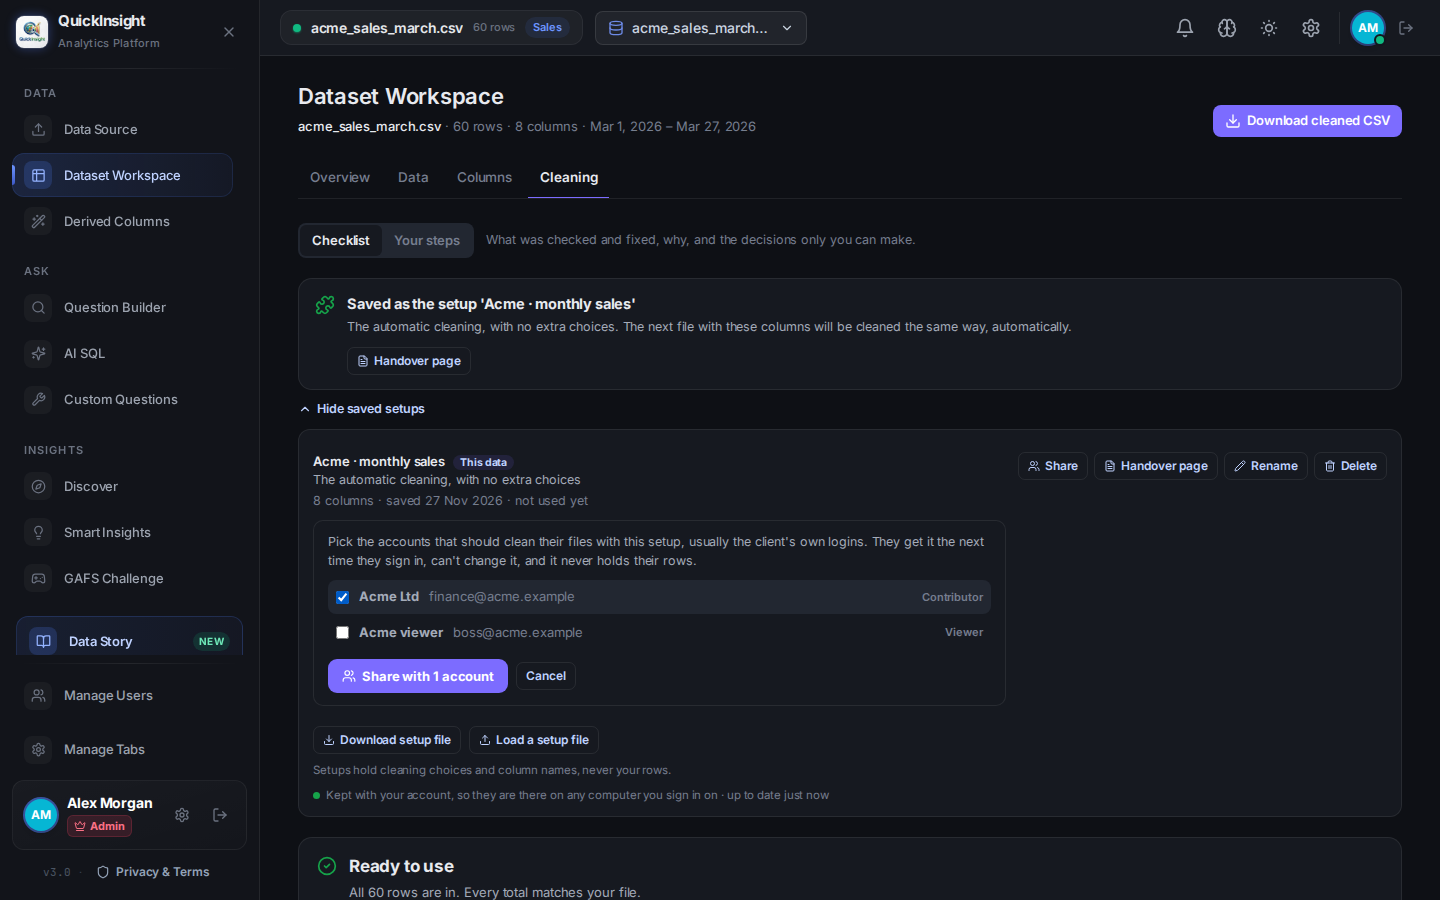 QuickInsight
Analytics Platform
acme_sales_march.csv 60 rows Sales
acme_sales_march...
AM
DATA
Data Source
Dataset Workspace
Derived Columns
ASK
Question Builder
AI SQL
Custom Questions
INSIGHTS
Discover
Smart Insights
GAFS Challenge
Data Story NEW
Manage Users
Manage Tabs
AM
Alex Morgan
Admin
v3.0 · Privacy & Terms
Dataset Workspace
acme_sales_march.csv · 60 rows · 8 columns · Mar 1, 2026 – Mar 27, 2026
Download cleaned CSV
Overview Data Columns Cleaning
Checklist Your steps What was checked and fixed, why, and the decisions only you can make.
Saved as the setup 'Acme · monthly sales'
The automatic cleaning, with no extra choices. The next file with these columns will be cleaned the same way, automatically.
Handover page
Hide saved setups
Acme · monthly sales This data
The automatic cleaning, with no extra choices
8 columns · saved 27 Nov 2026 · not used yet
Share Handover page Rename Delete
Pick the accounts that should clean their files with this setup, usually the client's own logins. They get it the next
time they sign in, can't change it, and it never holds their rows.
Acme Ltd finance@acme.example Contributor
Acme viewer boss@acme.example Viewer
Share with 1 account Cancel
Download setup file Load a setup file
Setups hold cleaning choices and column names, never your rows.
Kept with your account, so they are there on any computer you sign in on · up to date just now
Ready to use
All 60 rows are in. Every total matches your file.